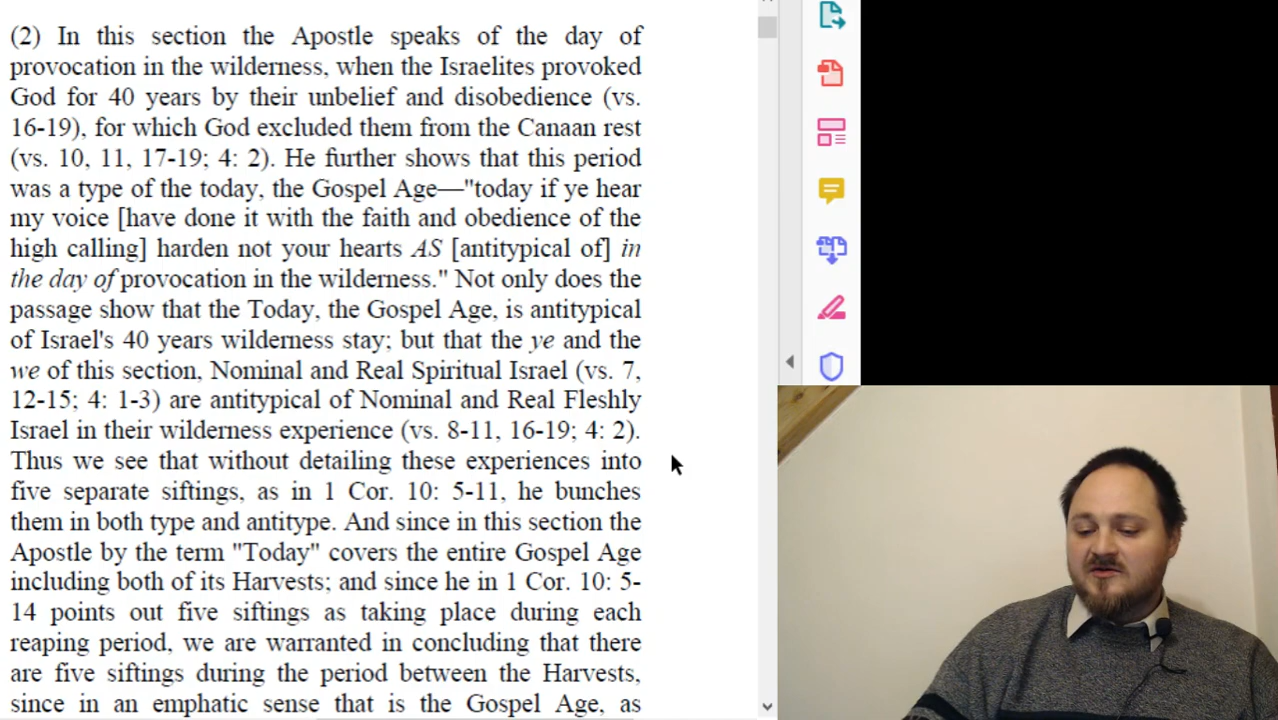 (2) In this section the Apostle speaks of the day of
provocation in the wilderness, when the Israelites provoked
God for 40 years by their unbelief and disobedience (vs.
16-19), for which God excluded them from the Canaan rest
(vs. 10, 11, 17-19; 4: 2). He further shows that this period
was a type of the today, the Gospel Age—"today if ye hear
my voice [have done it with the faith and obedience of the
high calling] harden not your hearts AS [antitypical of] in
the day of provocation in the wilderness." Not only does the
passage show that the Today, the Gospel Age, is antitypical
of Israel's 40 years wilderness stay; but that the ye and the
we of this section, Nominal and Real Spiritual Israel (vs. 7,
12-15; 4: 1-3) are antitypical of Nominal and Real Fleshly
Israel in their wilderness experience (vs. 8-11, 16-19; 4: 2).
Thus we see that without detailing these experiences into
five separate siftings, as in 1 Cor. 10: 5-11, he bunches
them in both type and antitype. And since in this section the
Apostle by the term "Today" covers the entire Gospel Age
including both of its Harvests; and since he in 1 Cor. 10: 5-
14 points out five siftings as taking place during each
reaping period, we are warranted in concluding that there
are five siftings during the period between the Harvests,
since in an emphatic sense that is the Gospel Age, as